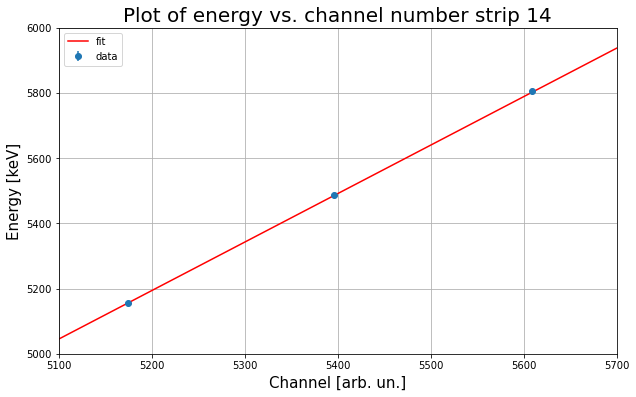 Plot of energy vs. channel number strip 14
fit
data
6000
5800
5600
5400
5200
5000
Energy [keV]
5100 5200 5300 5400 5500 5600 5700
Channel [arb. un.]